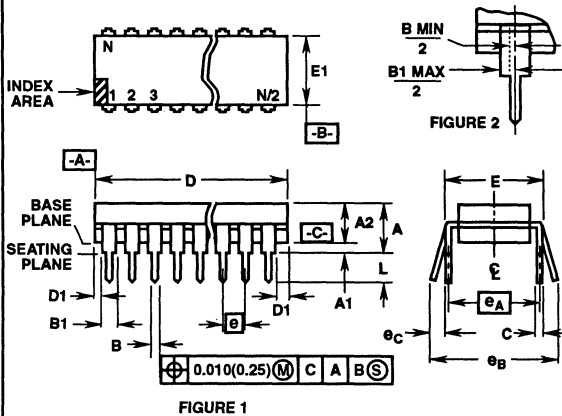 N
INDEX
AREA
1 2 3 N/2
E1
-B-
B MIN
2
B1 MAX
2
FIGURE 2
-A-
D
E
BASE
PLANE
-C-
A2
A
SEATING
PLANE
L
D1
A1
D1
B1
e
B
eA
eC
C
eB
0.010(0.25) M C A B S
FIGURE 1